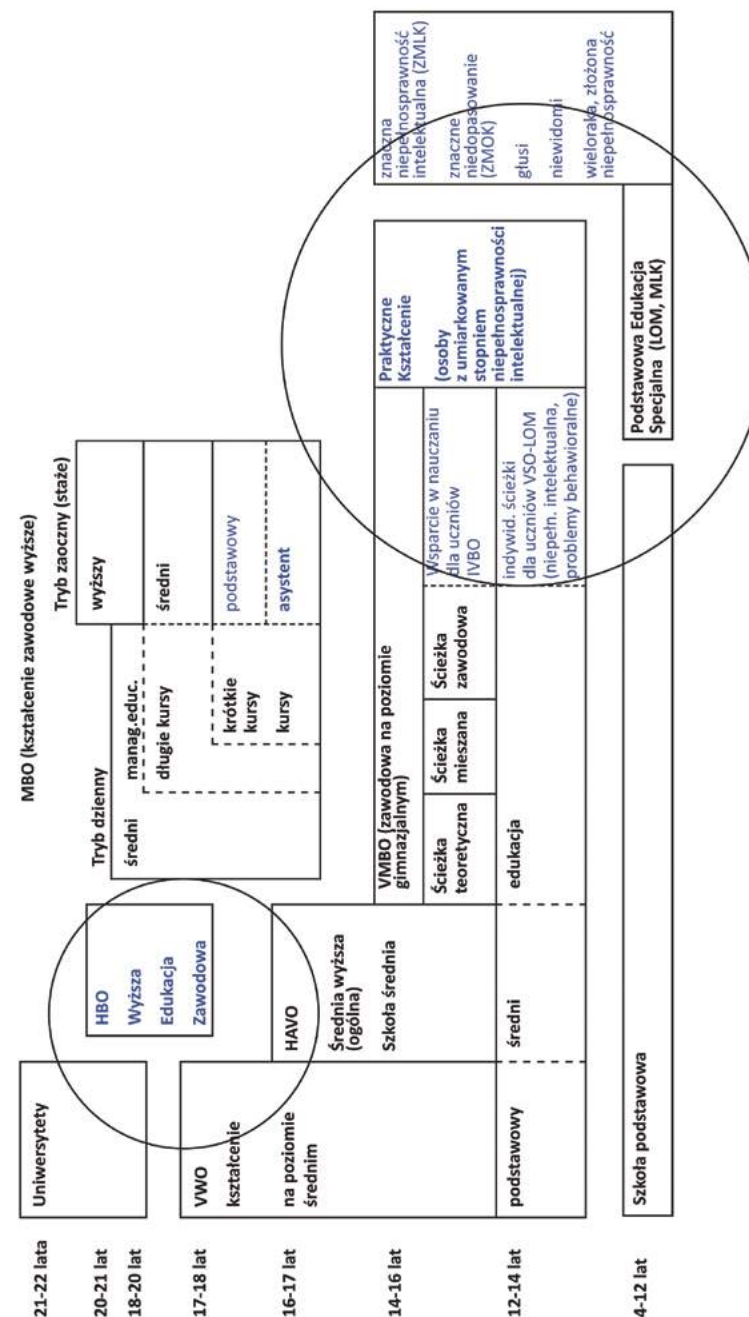 MBO (kształcenie zawodowe wyższe)
Tryb dzienny
Tryb zaoczny (staże)
21-22 lata
20-21 lat
18-20 lat
17-18 lat
16-17 lat
14-16 lat
12-14 lat
4-12 lat
Uniwersytety
HBO
Wyższa
Edukacja
Zawodowa
średni
manag.educ.
długie kursy
krótkie
kursy
kursy
wyższy
średni
podstawowy
asystent
VWO
kształcenie
na poziomie
średnim
HAVO
Średnia wyższa
(ogólna)
Szkoła średnia
VMBO (zawodowa na poziomie
gimnazjalnym)
Ścieżka
teoretyczna
Ścieżka
mieszana
Ścieżka
zawodowa
Wsparcie w nauczaniu
dla uczniów
IVBO
Praktyczne
Kształcenie
(osoby
z umiarkowanym
stopniem
niepełnosprawności
intelektualnej)
znaczna
niepełnosprawność
intelektualna (ZMLK)
znaczne
niedopasowanie
(ZMOK)
głusi
niewidomi
wieloraka, złożona
niepełnosprawność
podstawowy
średni
edukacja
indywid. ścieżki
dla uczniów VSO-LOM
(niepełn. intelektualna,
problemy behawioralne)
Szkoła podstawowa
Podstawowa Edukacja
Specjalna (LOM, MLK)